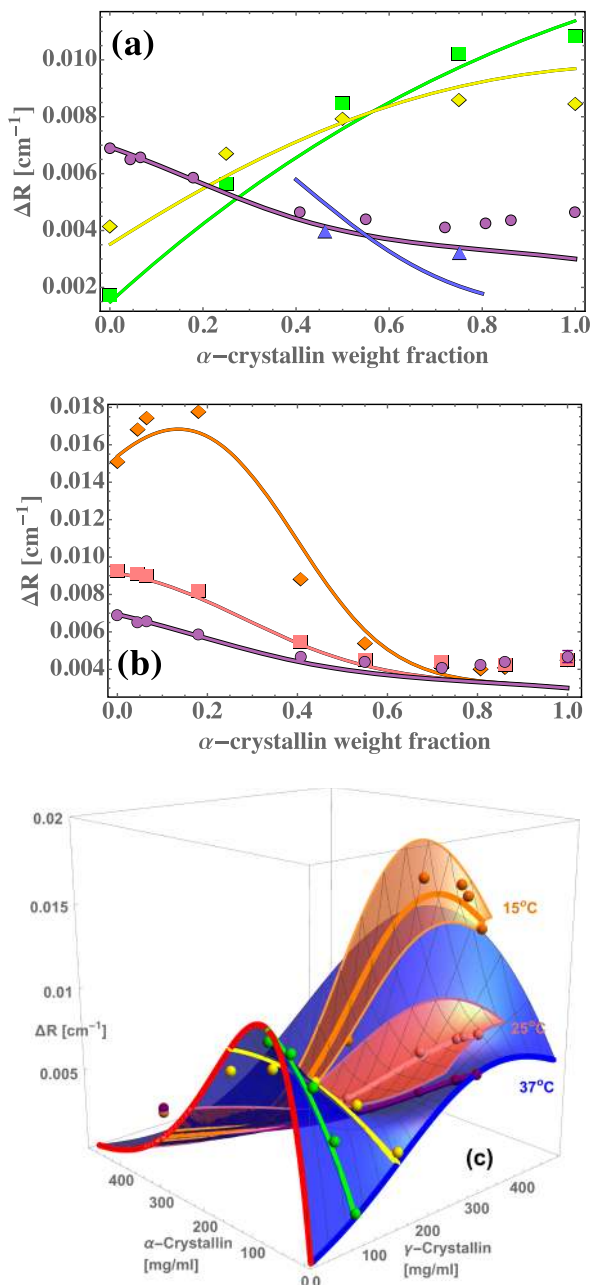 (a)
0.010
0.008
0.006
0.004
0.002
ΔR [cm⁻¹]
0.0 0.2 0.4 0.6 0.8 1.0
α−crystallin weight fraction
0.018
0.016
0.014
0.012
0.010
0.008
0.006
0.004
ΔR [cm⁻¹]
(b)
0.0 0.2 0.4 0.6 0.8 1.0
α−crystallin weight fraction
0.02
0.015
0.01
0.005
ΔR [cm⁻¹]
15°C
25°C
37°C
(c)
400 300 200 100
α-Crystallin
[mg/ml]
0.0
100 200 300 400
γ-Crystallin
[mg/ml]